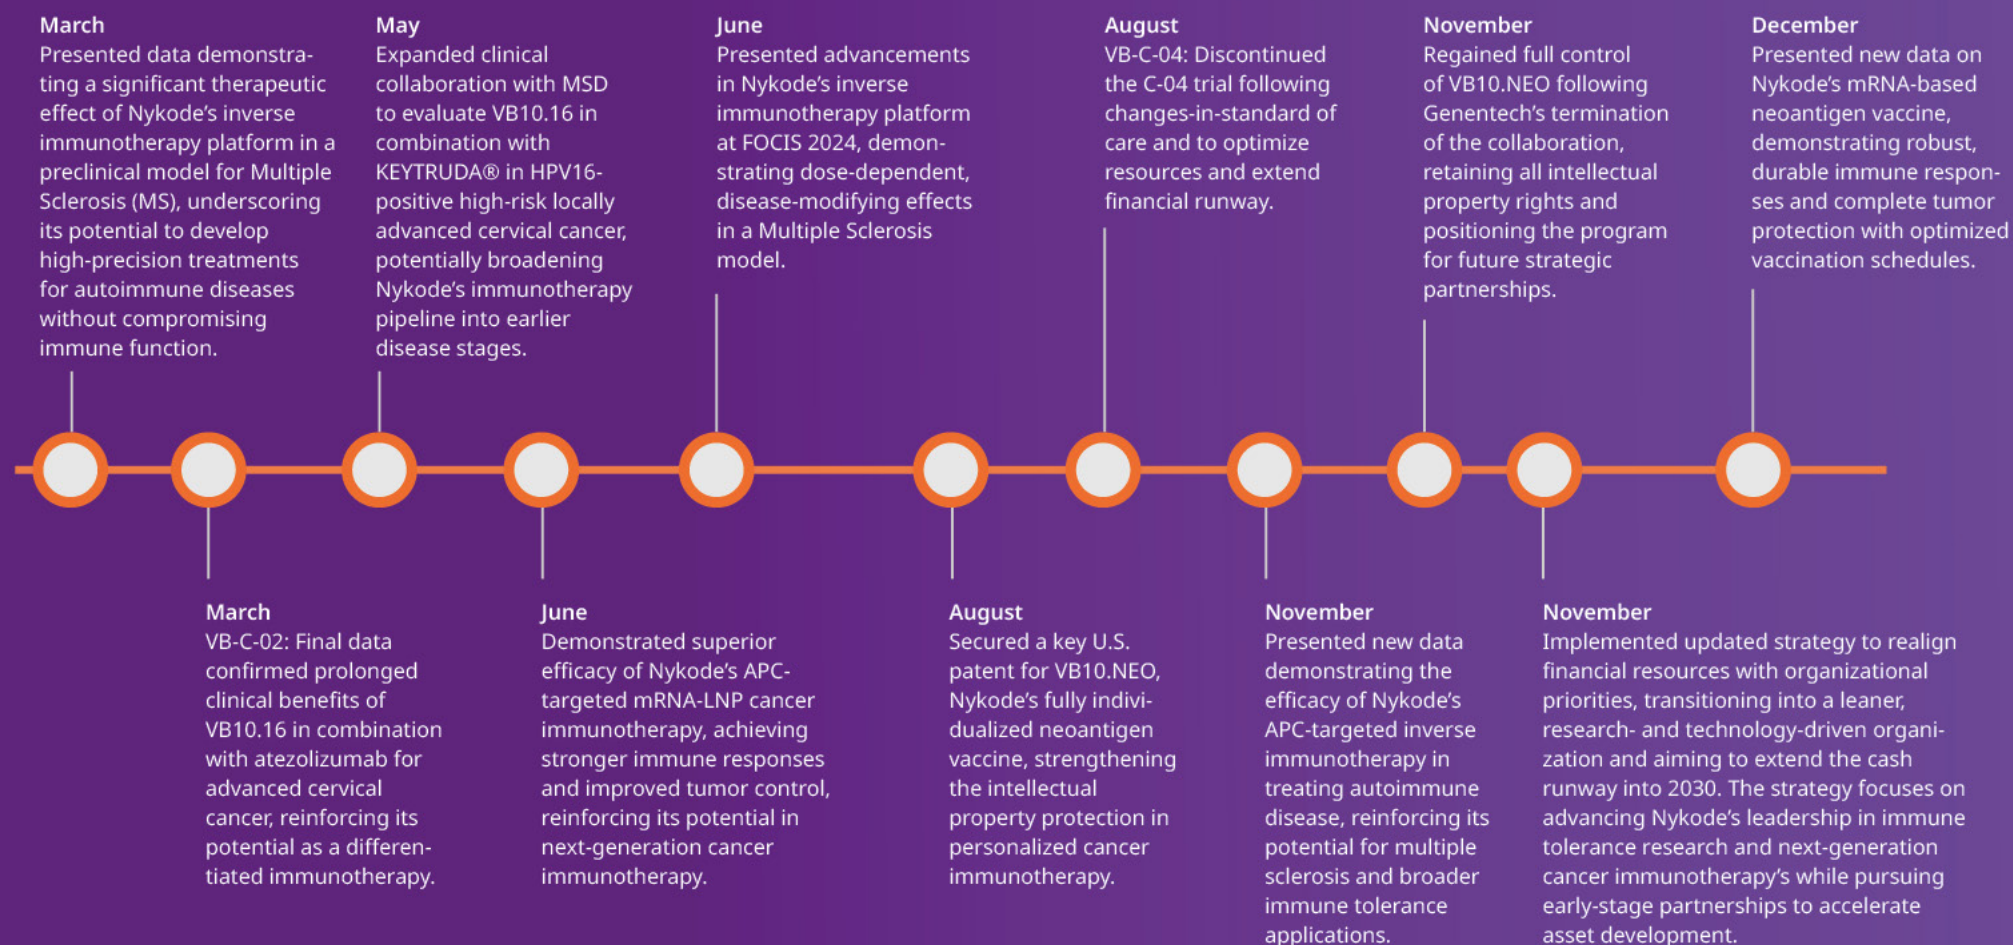 March
Presented data demonstra-
ting a significant therapeutic
effect of Nykode’s inverse
immunotherapy platform in a
preclinical model for Multiple
Sclerosis (MS), underscoring
its potential to develop
high-precision treatments
for autoimmune diseases
without compromising
immune function.
March
VB-C-02: Final data
confirmed prolonged
clinical benefits of
VB10.16 in combination
with atezolizumab for
advanced cervical
cancer, reinforcing its
potential as a differen-
tiated immunotherapy.
May
Expanded clinical
collaboration with MSD
to evaluate VB10.16 in
combination with
KEYTRUDA® in HPV16-
positive high-risk locally
advanced cervical cancer,
potentially broadening
Nykode’s immunotherapy
pipeline into earlier
disease stages.
June
Demonstrated superior
efficacy of Nykode’s APC-
targeted mRNA-LNP cancer
immunotherapy, achieving
stronger immune responses
and improved tumor control,
reinforcing its potential in
next-generation cancer
immunotherapy.
June
Presented advancements
in Nykode’s inverse
immunotherapy platform
at FOCIS 2024, demon-
strating dose-dependent,
disease-modifying effects
in a Multiple Sclerosis
model.
August
Secured a key U.S.
patent for VB10.NEO,
Nykode’s fully indivi-
dualized neoantigen
vaccine, strengthening
the intellectual
property protection in
personalized cancer
immunotherapy.
August
VB-C-04: Discontinued
the C-04 trial following
changes-in-standard of
care and to optimize
resources and extend
financial runway.
November
Presented new data
demonstrating the
efficacy of Nykode’s
APC-targeted inverse
immunotherapy in
treating autoimmune
disease, reinforcing its
potential for multiple
sclerosis and broader
immune tolerance
applications.
November
Regained full control
of VB10.NEO following
Genentech’s termination
of the collaboration,
retaining all intellectual
property rights and
positioning the program
for future strategic
partnerships.
November
Implemented updated strategy to realign
financial resources with organizational
priorities, transitioning into a leaner,
research- and technology-driven organi-
zation and aiming to extend the cash
runway into 2030. The strategy focuses on
advancing Nykode’s leadership in immune
tolerance research and next-generation
cancer immunotherapy’s while pursuing
early-stage partnerships to accelerate
asset development.
December
Presented new data on
Nykode’s mRNA-based
neoantigen vaccine,
demonstrating robust,
durable immune respon-
ses and complete tumor
protection with optimized
vaccination schedules.